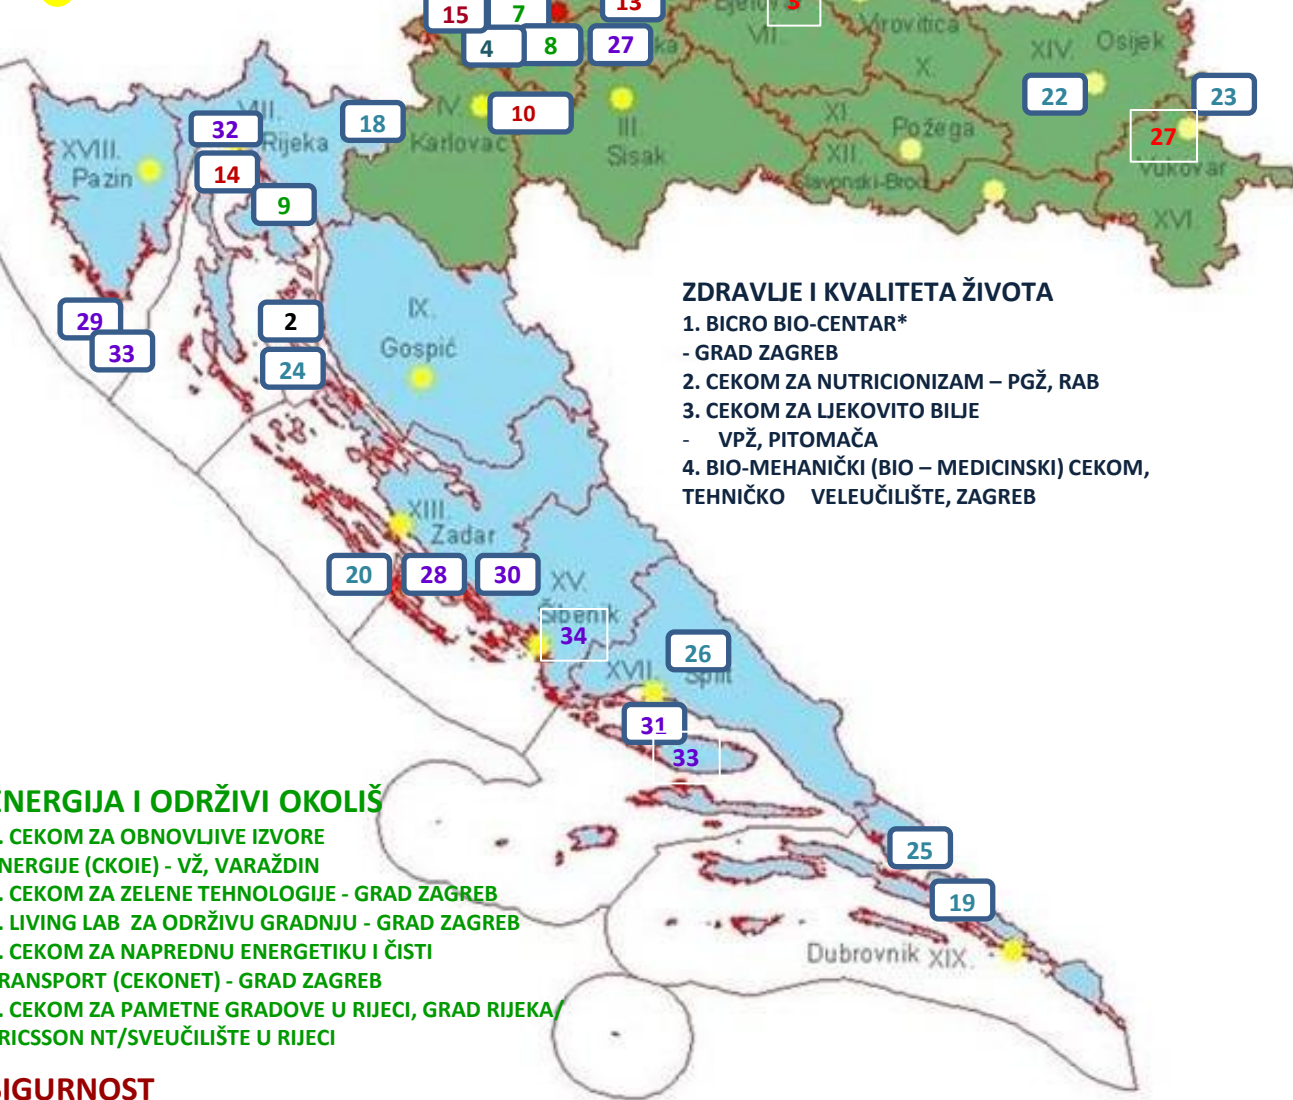 15
7
13
3
4
8
27
VII.
Virovitica
X.
XIV.
Osijek
22
23
IV.
10
Karlovac
III.
Sisak
XI.
Požega
XII.
Slavonski-Brod
27
Vukovar
XVI.
VIII.
32
Rijeka
18
XVIII.
Pazin
14
9
29
33
2
24
IX.
Gospić
ZDRAVLJE I KVALITETA ŽIVOTA
1. BICRO BIO-CENTAR*
- GRAD ZAGREB
2. CEKOM ZA NUTRICIONIZAM – PGŽ, RAB
3. CEKOM ZA LJEKOVITO BILJE
- VPŽ, PITOMAČA
4. BIO-MEHANIČKI (BIO – MEDICINSKI) CEKOM,
TEHNIČKO VELEUČILIŠTE, ZAGREB
XIII.
Zadar
20
28
30
XV.
Šibenik
34
26
XVII.
Split
31
33
25
19
Dubrovnik XIX.
ENERGIJA I ODRŽIVI OKOLIŠ
. CEKOM ZA OBNOVLJIVE IZVORE
NERGIJE (CKOIE) - VŽ, VARAŽDIN
. CEKOM ZA ZELENE TEHNOLOGIJE - GRAD ZAGREB
. LIVING LAB ZA ODRŽIVU GRADNJU - GRAD ZAGREB
. CEKOM ZA NAPREDNU ENERGETIKU I ČISTI
RANSPORT (CEKONET) - GRAD ZAGREB
. CEKOM ZA PAMETNE GRADOVE U RIJECI, GRAD RIJEKA/
RICSSON NT/SVEUČILIŠTE U RIJECI
SIGURNOST